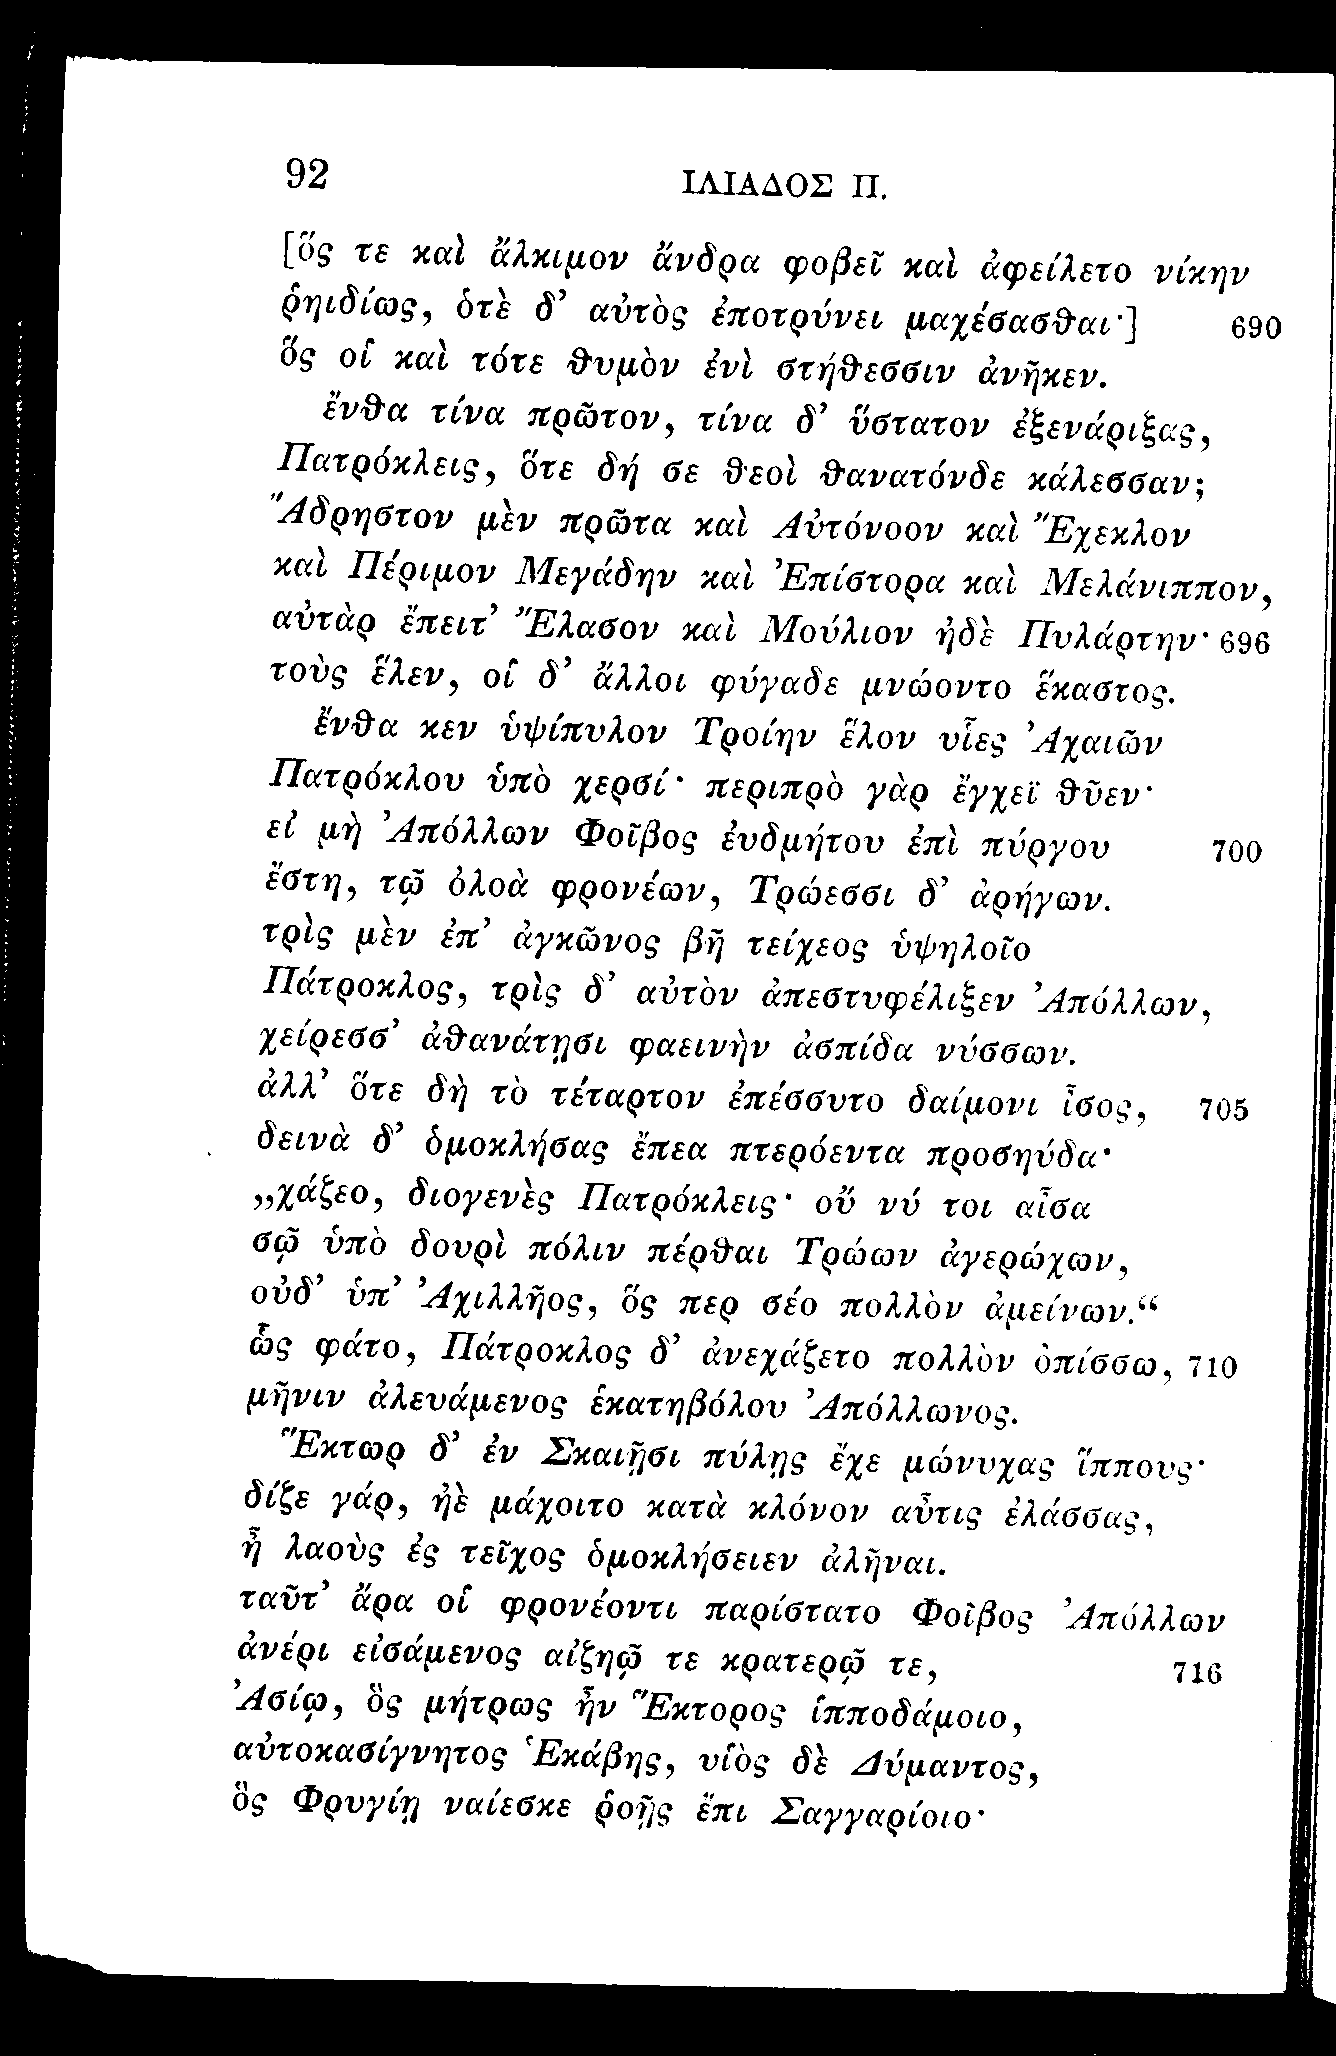 92 ΙΛΙΑΔΟΣ Π.
[ὅς τε καὶ ἄλκιμον ἄνδρα φοβεῖ καὶ ἀφείλετο νίκην
ῥηιδίως, ὁτὲ δ’ αὐτὸς ἐποτρύνει μαχέσασθαι·] 690
ὅς οἱ καὶ τότε θυμὸν ἐνὶ στήθεσσιν ἀνῆκεν.
ἔνθα τίνα πρῶτον, τίνα δ’ ὕστατον ἐξενάριξας,
Πατρόκλεις, ὅτε δή σε θεοὶ θανατόνδε κάλεσσαν;
Ἄδρηστον μὲν πρῶτα καὶ Αὐτόνοον καὶ Ἔχεκλον
καὶ Πέριμον Μεγάδην καὶ Ἐπίστορα καὶ Μελάνιππον,
αὐτὰρ ἔπειτ’ Ἔλασον καὶ Μούλιον ἠδὲ Πυλάρτην· 696
τοὺς ἕλεν, οἱ δ’ ἄλλοι φύγαδε μνώοντο ἕκαστος.
ἔνθα κεν ὑψίπυλον Τροίην ἕλον υἷες Ἀχαιῶν
Πατρόκλου ὑπὸ χερσί· περιπρὸ γὰρ ἔγχεϊ θῦεν·
εἰ μὴ Ἀπόλλων Φοῖβος ἐυδμήτου ἐπὶ πύργου 700
ἔστη, τῷ ὀλοὰ φρονέων, Τρώεσσι δ’ ἀρήγων.
τρὶς μὲν ἐπ’ ἀγκῶνος βῆ τείχεος ὑψηλοῖο
Πάτροκλος, τρὶς δ’ αὐτὸν ἀπεστυφέλιξεν Ἀπόλλων,
χείρεσσ’ ἀθανάτῃσι φαεινὴν ἀσπίδα νύσσων.
ἀλλ’ ὅτε δὴ τὸ τέταρτον ἐπέσσυτο δαίμονι ἶσος, 705
δεινὰ δ’ ὁμοκλήσας ἔπεα πτερόεντα προσηύδα·
„χάζεο, διογενὲς Πατρόκλεις· οὔ νύ τοι αἶσα
σῷ ὑπὸ δουρὶ πόλιν πέρθαι Τρώων ἀγερώχων,
οὐδ’ ὑπ’ Ἀχιλλῆος, ὅς περ σέο πολλὸν ἀμείνων.“
ὣς φάτο, Πάτροκλος δ’ ἀνεχάζετο πολλὸν ὀπίσσω, 710
μῆνιν ἀλευάμενος ἑκατηβόλου Ἀπόλλωνος.
Ἕκτωρ δ’ ἐν Σκαιῇσι πύλῃς ἔχε μώνυχας ἵππους·
δίζε γάρ, ἠὲ μάχοιτο κατὰ κλόνον αὖτις ἐλάσσας,
ἦ λαοὺς ἐς τεῖχος ὁμοκλήσειεν ἀλῆναι.
ταῦτ’ ἄρα οἱ φρονέοντι παρίστατο Φοῖβος Ἀπόλλων
ἀνέρι εἰσάμενος αἰζηῷ τε κρατερῷ τε, 716
Ἀσίῳ, ὃς μήτρως ἦν Ἕκτορος ἱπποδάμοιο,
αὐτοκασίγνητος Ἑκάβης, υἱὸς δὲ Δύμαντος,
ὃς Φρυγίῃ ναίεσκε ῥοῇς ἔπι Σαγγαρίοιο·